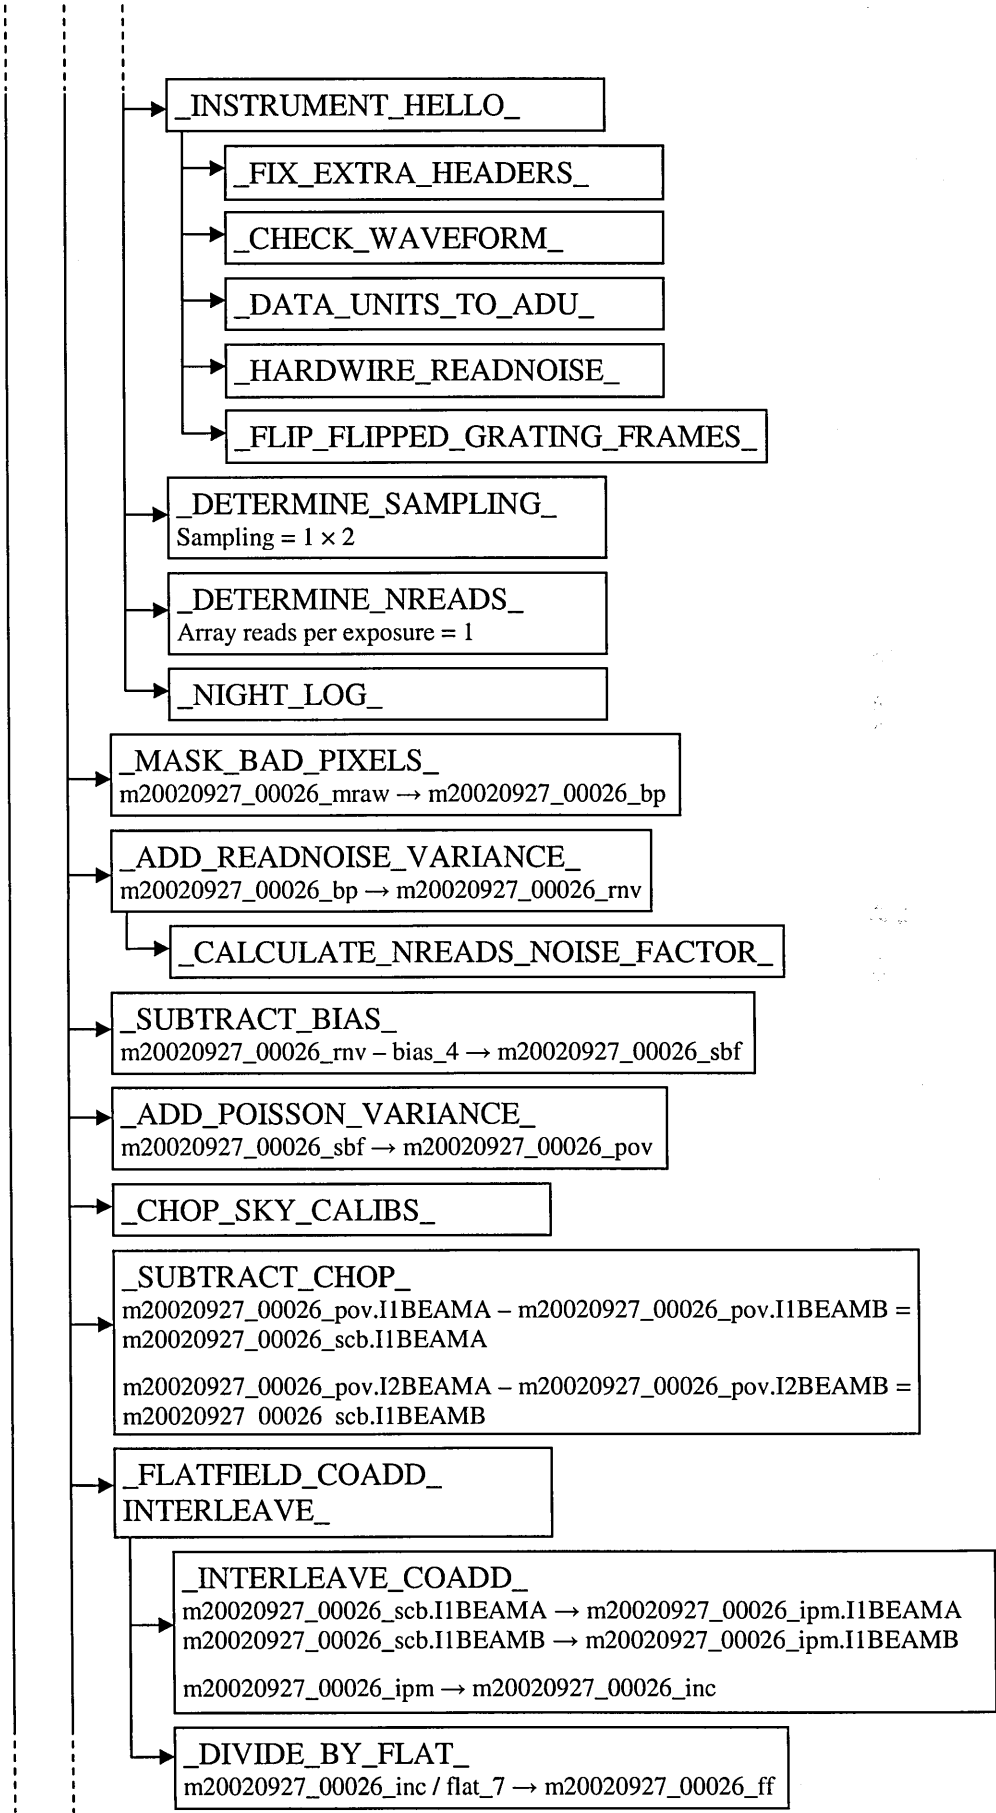 _INSTRUMENT_HELLO_
_FIX_EXTRA_HEADERS_
_CHECK_WAVEFORM_
_DATA_UNITS_TO_ADU_
_HARDWIRE_READNOISE_
_FLIP_FLIPPED_GRATING_FRAMES_
_DETERMINE_SAMPLING_
Sampling = 1 × 2
_DETERMINE_NREADS_
Array reads per exposure = 1
_NIGHT_LOG_
_MASK_BAD_PIXELS_
m20020927_00026_mraw → m20020927_00026_bp
_ADD_READNOISE_VARIANCE_
m20020927_00026_bp → m20020927_00026_rnv
_CALCULATE_NREADS_NOISE_FACTOR_
_SUBTRACT_BIAS_
m20020927_00026_rnv – bias_4 → m20020927_00026_sbf
_ADD_POISSON_VARIANCE_
m20020927_00026_sbf → m20020927_00026_pov
_CHOP_SKY_CALIBS_
_SUBTRACT_CHOP_
m20020927_00026_pov.I1BEAMA – m20020927_00026_pov.I1BEAMB =
m20020927_00026_scb.I1BEAMA
m20020927_00026_pov.I2BEAMA – m20020927_00026_pov.I2BEAMB =
m20020927 00026 scb.I1BEAMB
_FLATFIELD_COADD_
INTERLEAVE_
_INTERLEAVE_COADD_
m20020927_00026_scb.I1BEAMA → m20020927_00026_ipm.I1BEAMA
m20020927_00026_scb.I1BEAMB → m20020927_00026_ipm.I1BEAMB
m20020927_00026_ipm → m20020927_00026_inc
_DIVIDE_BY_FLAT_
m20020927_00026_inc / flat_7 → m20020927_00026_ff